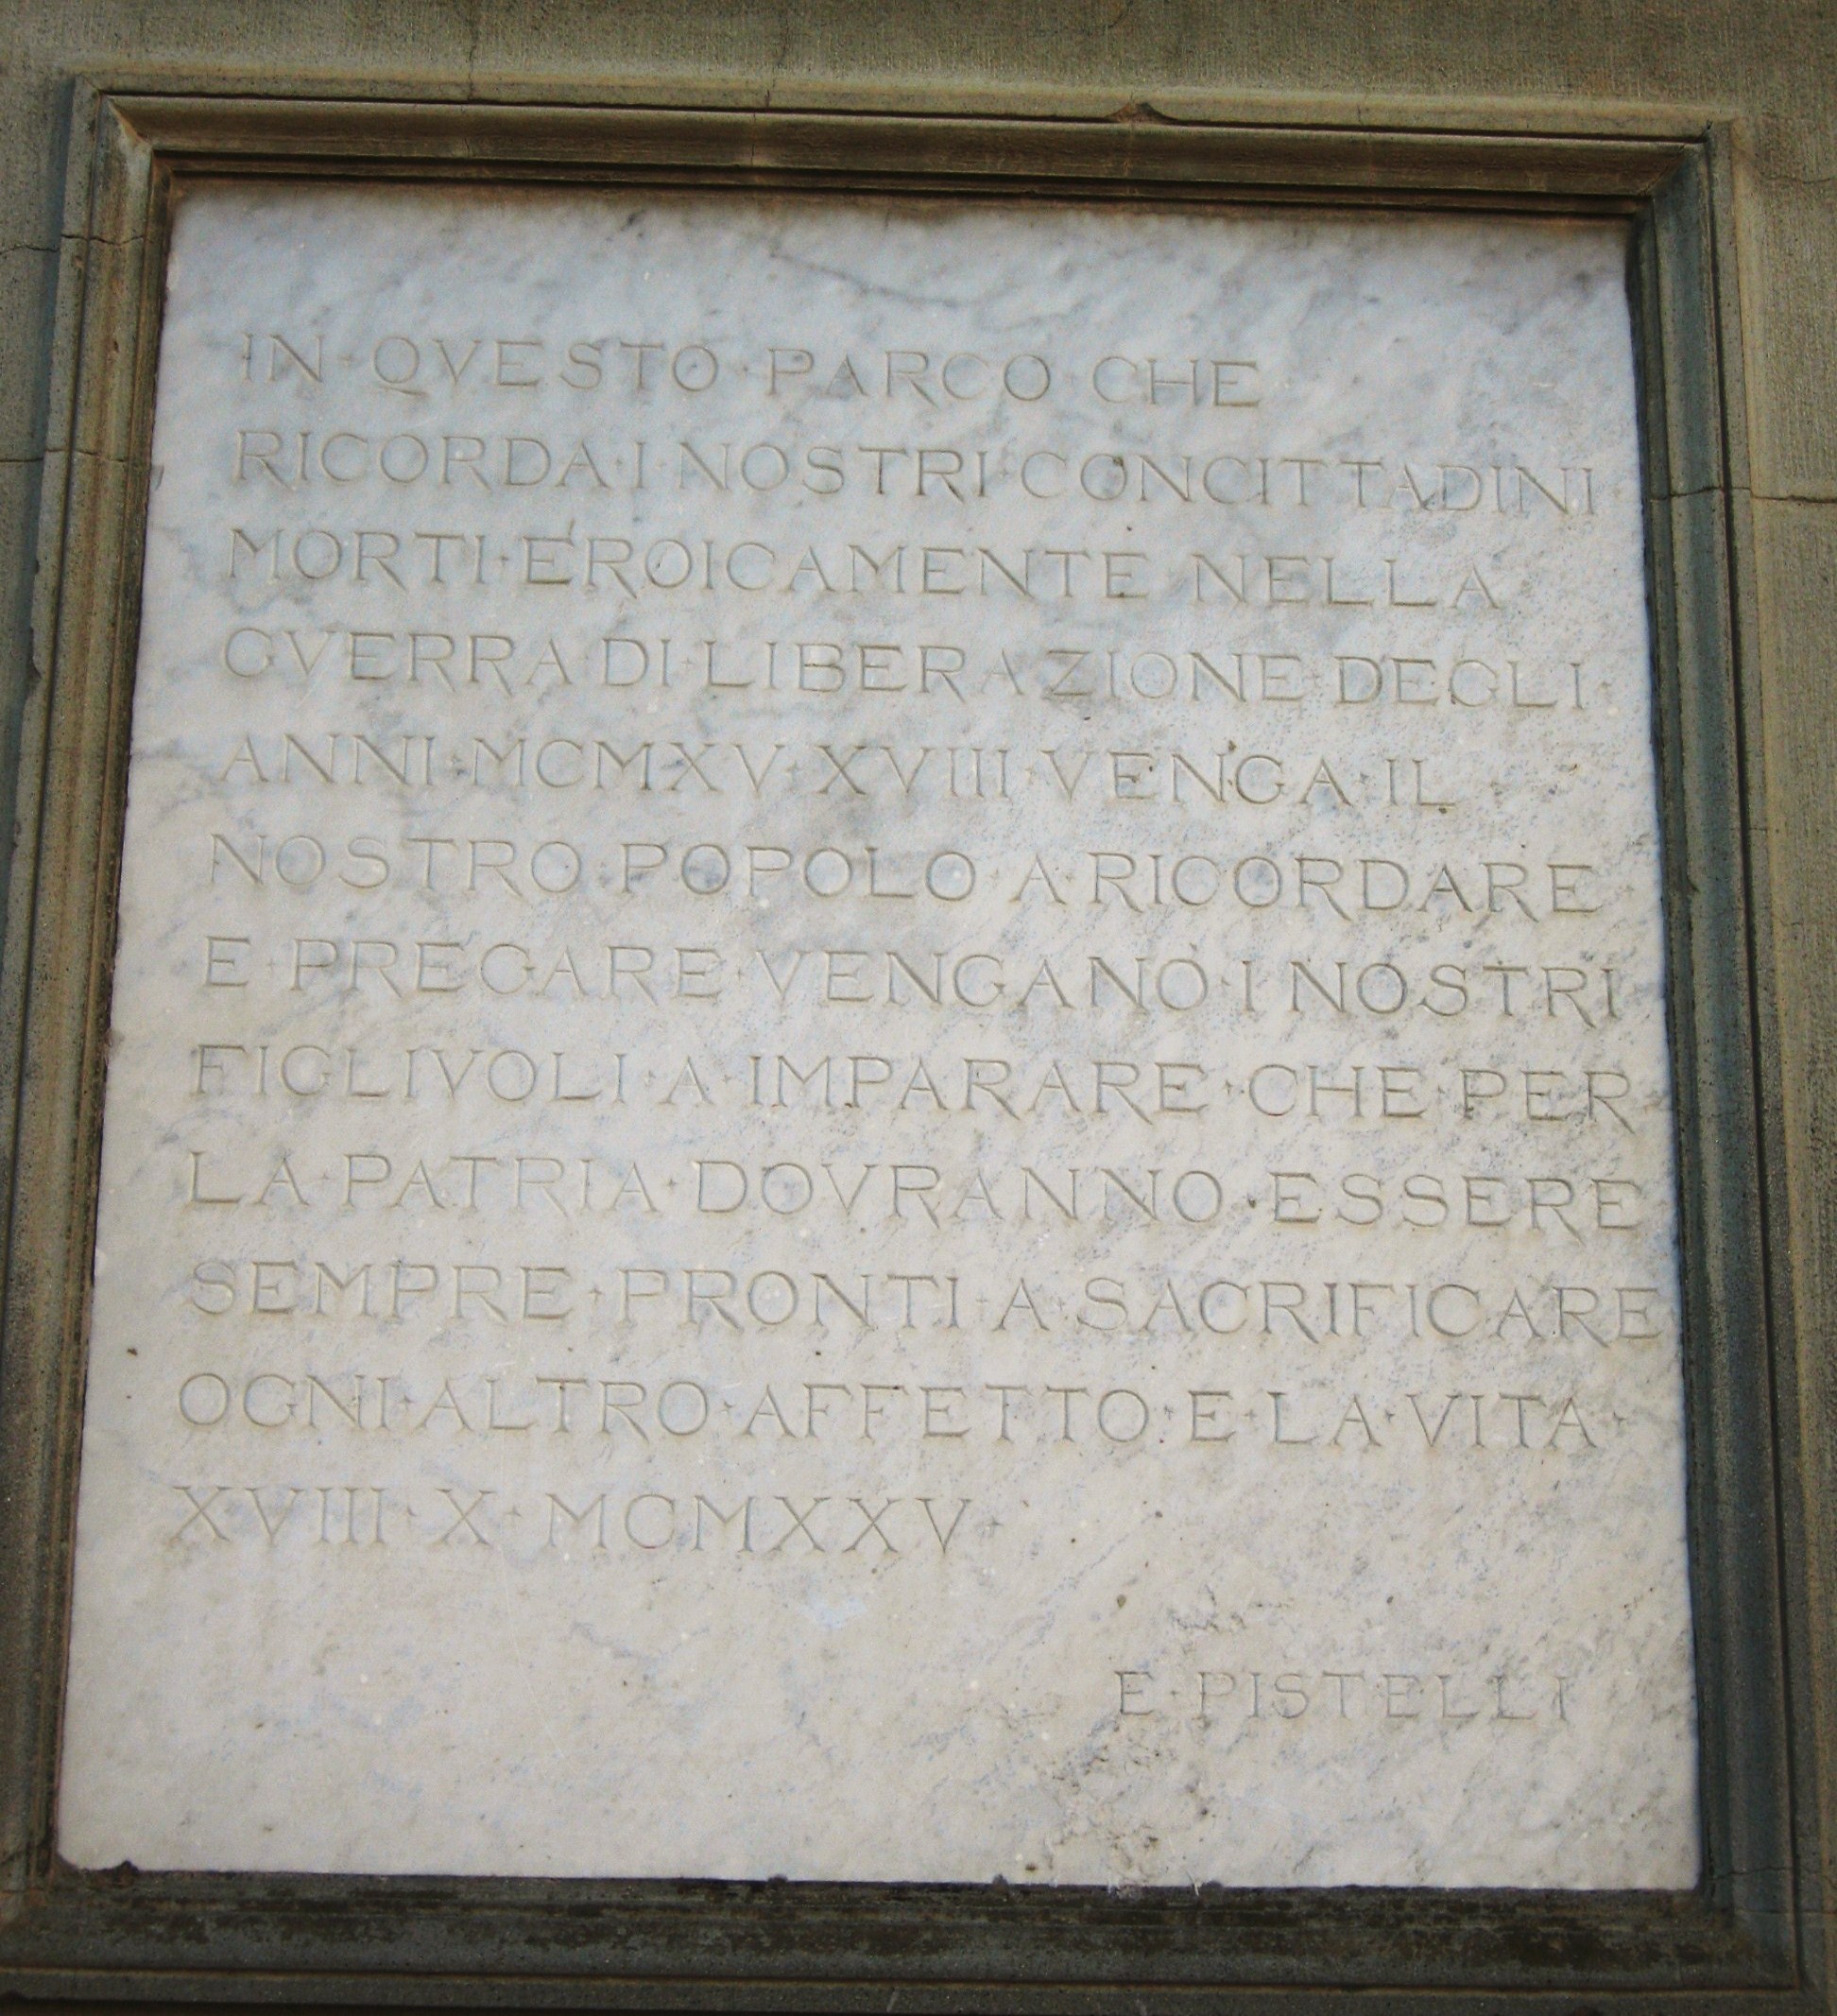 IN·QVESTO·PARCO·CHE
RICORDA·I·NOSTRI·CONCITTADINI
MORTI·EROICAMENTE·NELLA
GVERRA·DI·LIBERAZIONE·DEGLI·
ANNI·MCMXV·XVIII·VENGA·IL
NOSTRO·POPOLO·A·RICORDARE
E·PREGARE·VENGANO·I·NOSTRI
FIGLIVOLI·A·IMPARARE·CHE·PER
LA·PATRIA·DOVRANNO·ESSERE
SEMPRE·PRONTI·A·SACRIFICARE
OGNI·ALTRO·AFFETTO·E·LA·VITA·
XVIII·X·MCMXXV·
E·PISTELLI